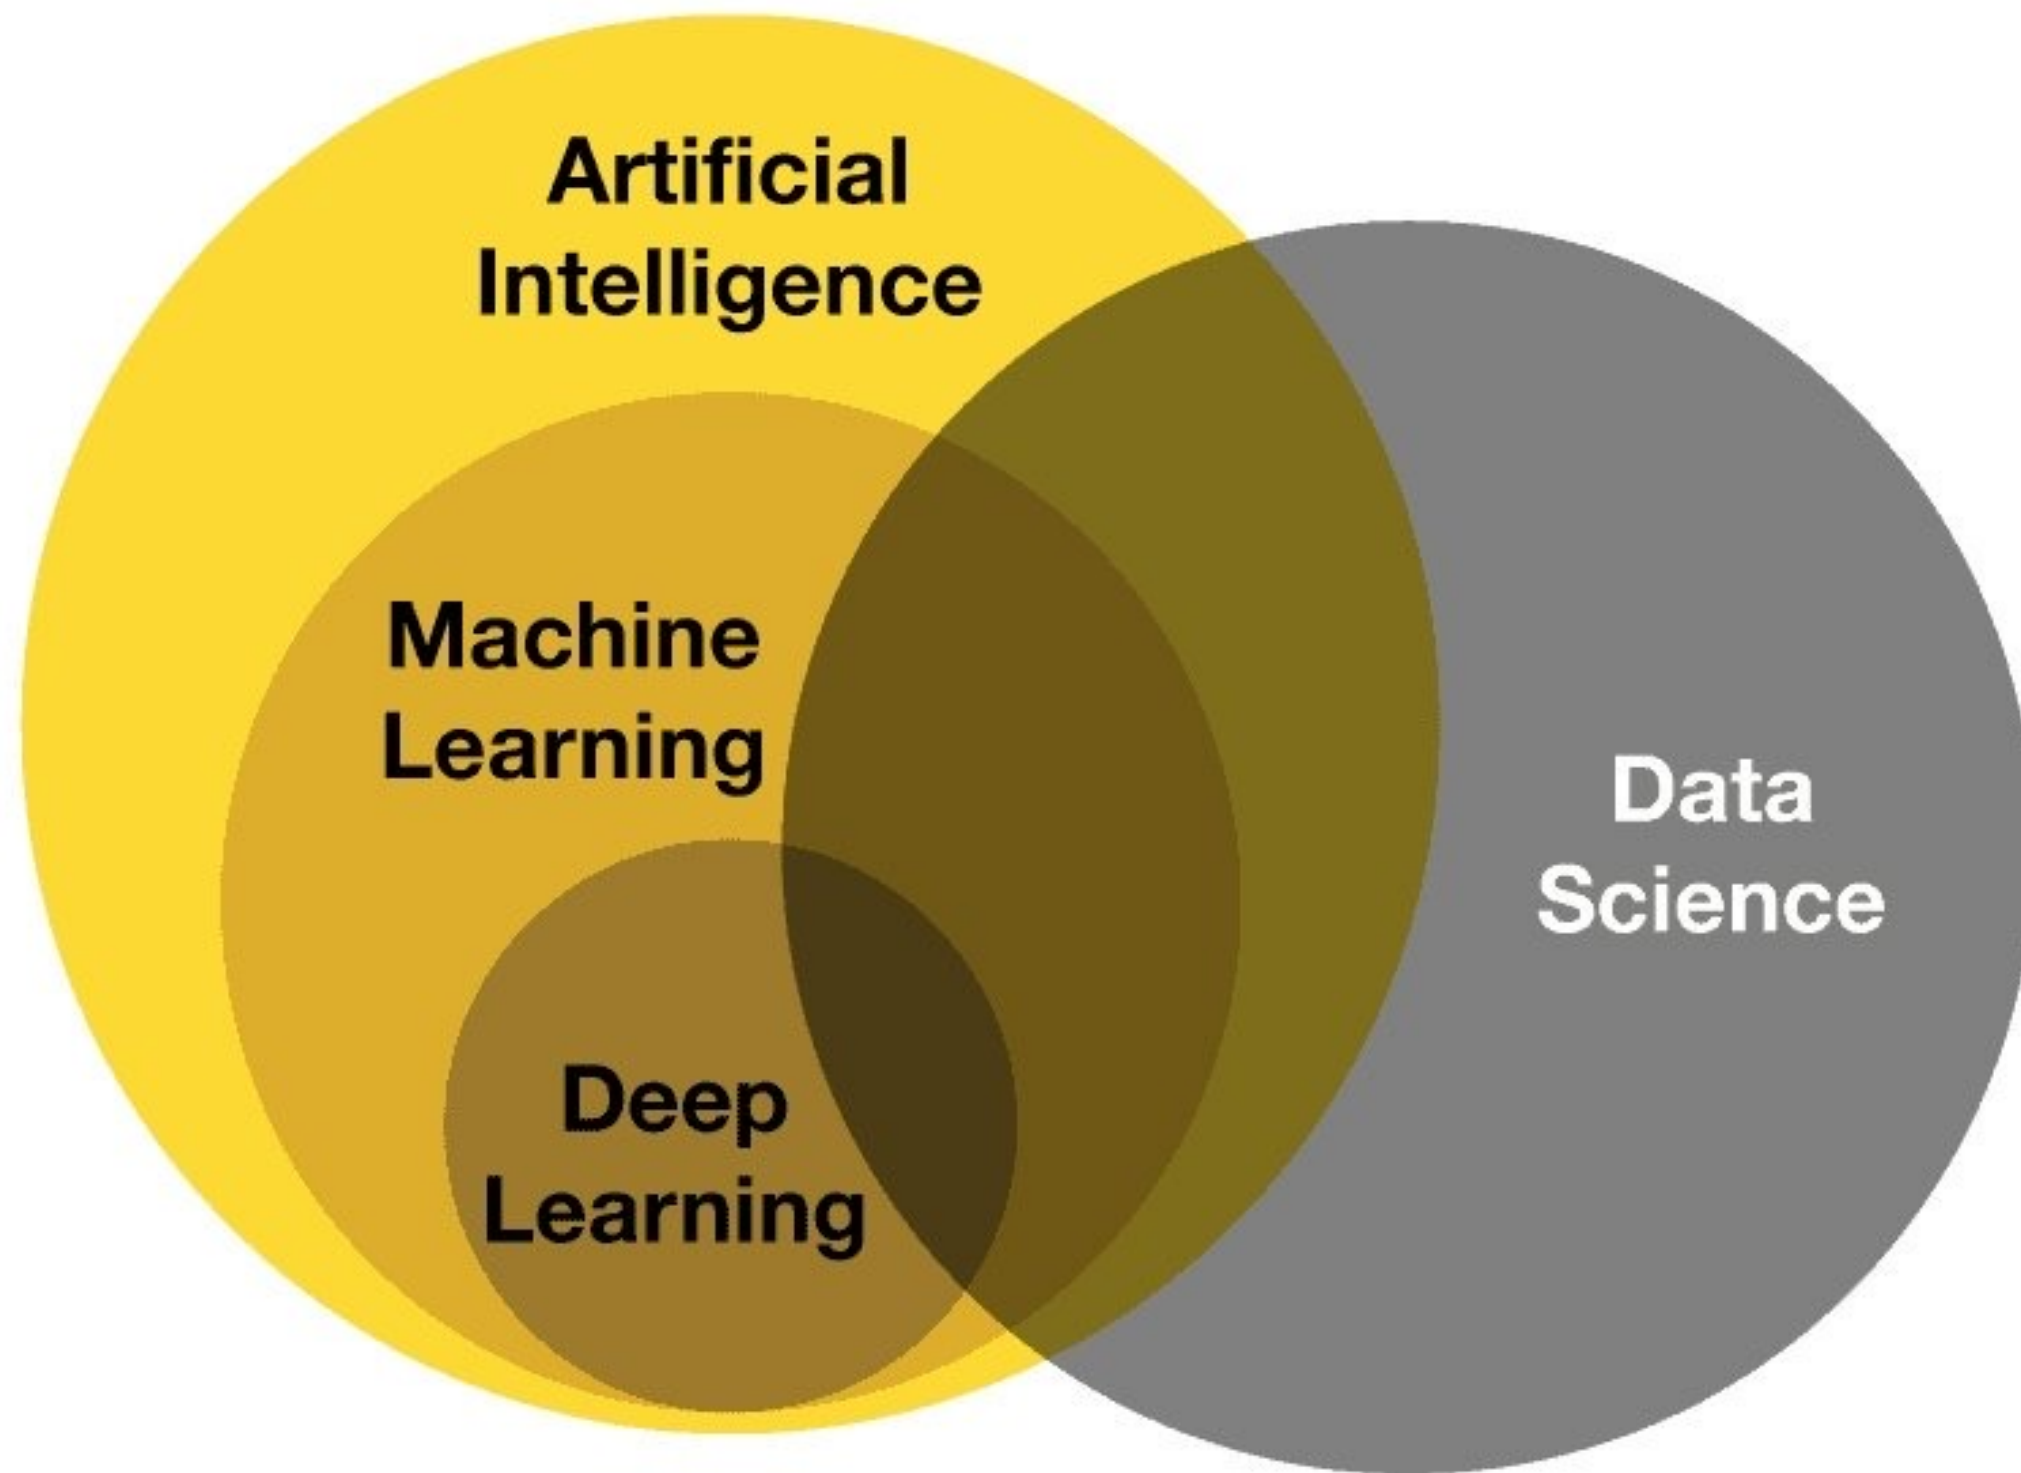 Artificial
Intelligence
Machine
Learning
Data
Science
Deep
Learning